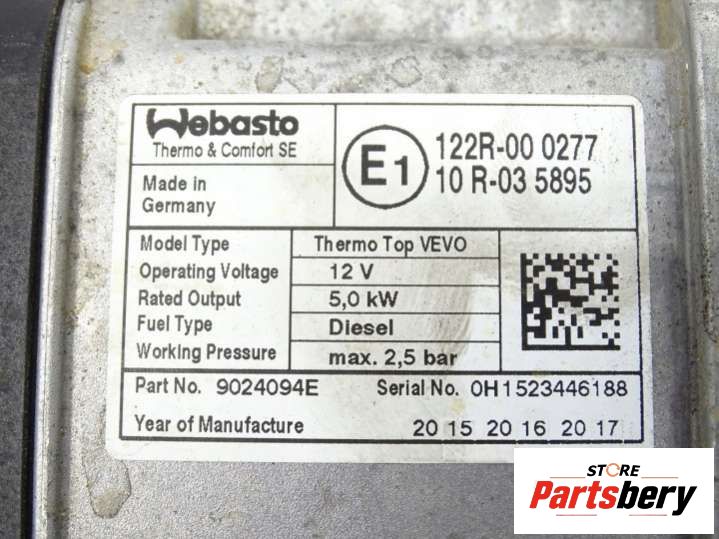 Webasto
Thermo & Comfort SE
Made in
Germany
E1
122R-00 0277
10 R-03 5895
Model Type Thermo Top VEVO
Operating Voltage 12 V
Rated Output 5,0 kW
Fuel Type Diesel
Working Pressure max. 2,5 bar
Part No. 9024094E Serial No. 0H1523446188
Year of Manufacture 20 15 20 16 20 17
STORE
Partsbery